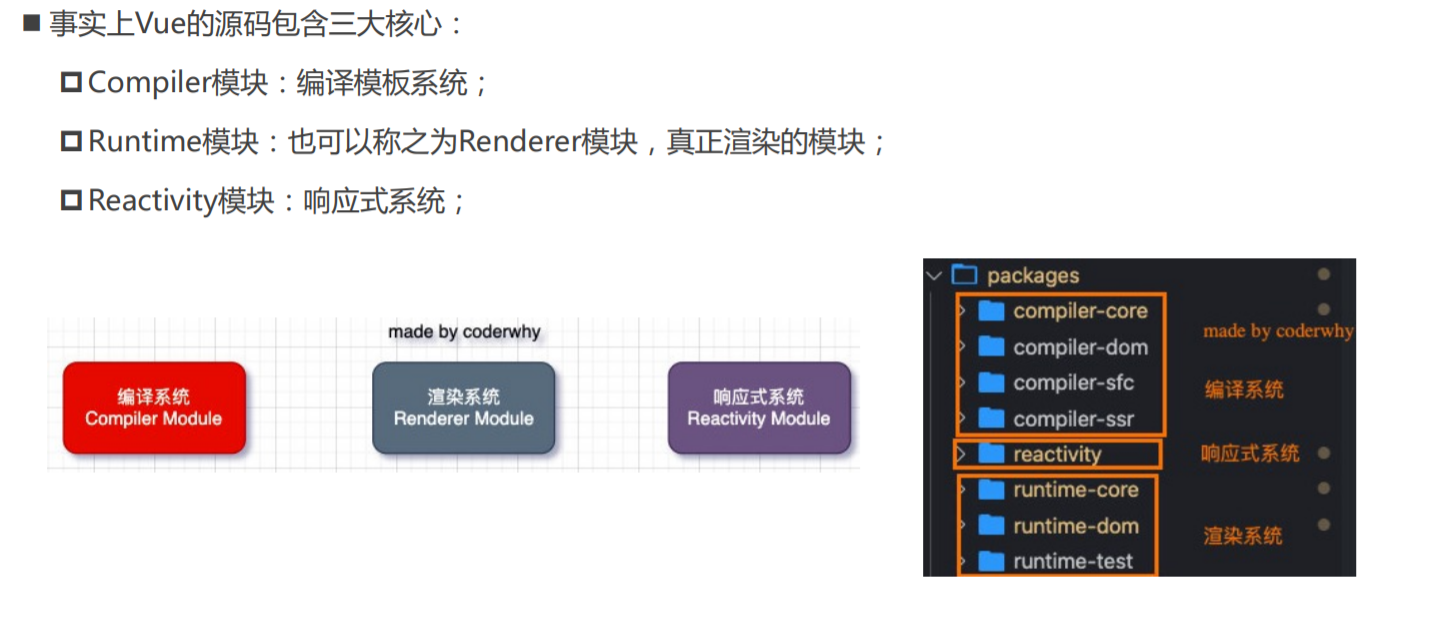 事实上Vue的源码包含三大核心：
Compiler模块：编译模板系统；
Runtime模块：也可以称之为Renderer模块，真正渲染的模块；
Reactivity模块：响应式系统；
made by coderwhy
编译系统
Compiler Module
渲染系统
Renderer Module
响应式系统
Reactivity Module
packages
compiler-core
made by coderwhy
compiler-dom
compiler-sfc
编译系统
compiler-ssr
reactivity
响应式系统
runtime-core
runtime-dom
渲染系统
runtime-test